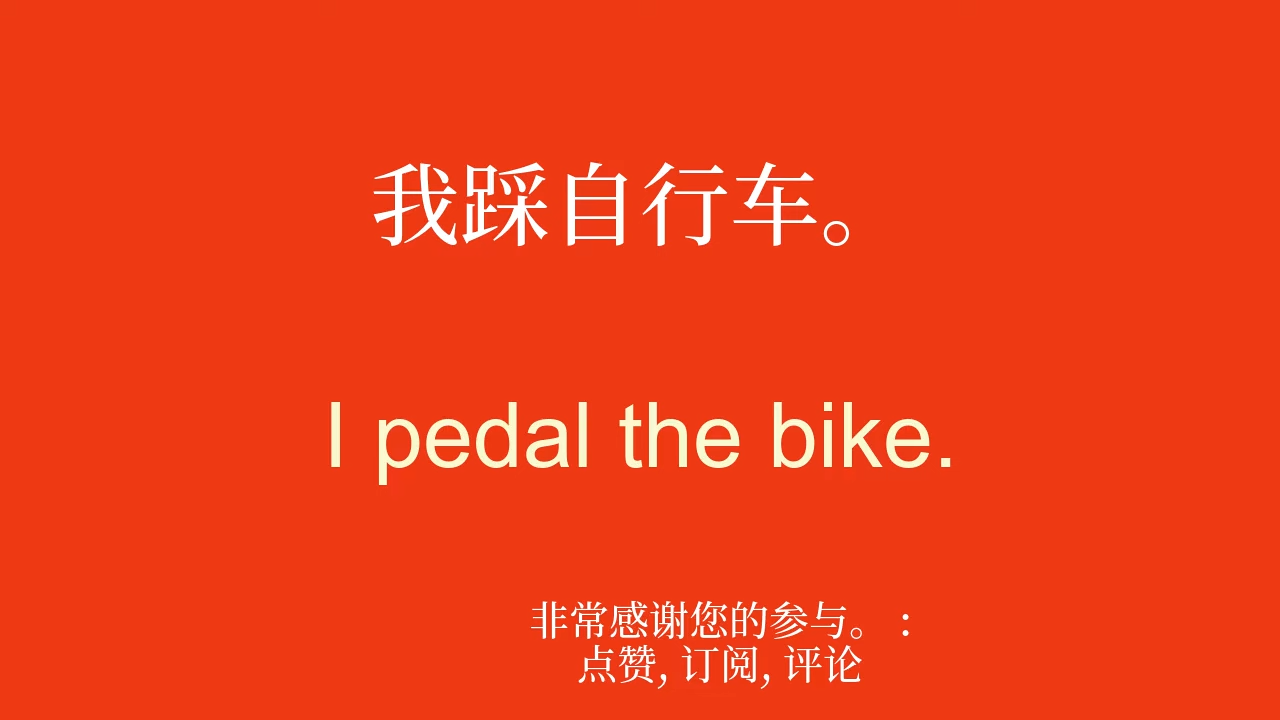 我踩自行车。
I pedal the bike.
非常感谢您的参与。 :
点赞, 订阅, 评论